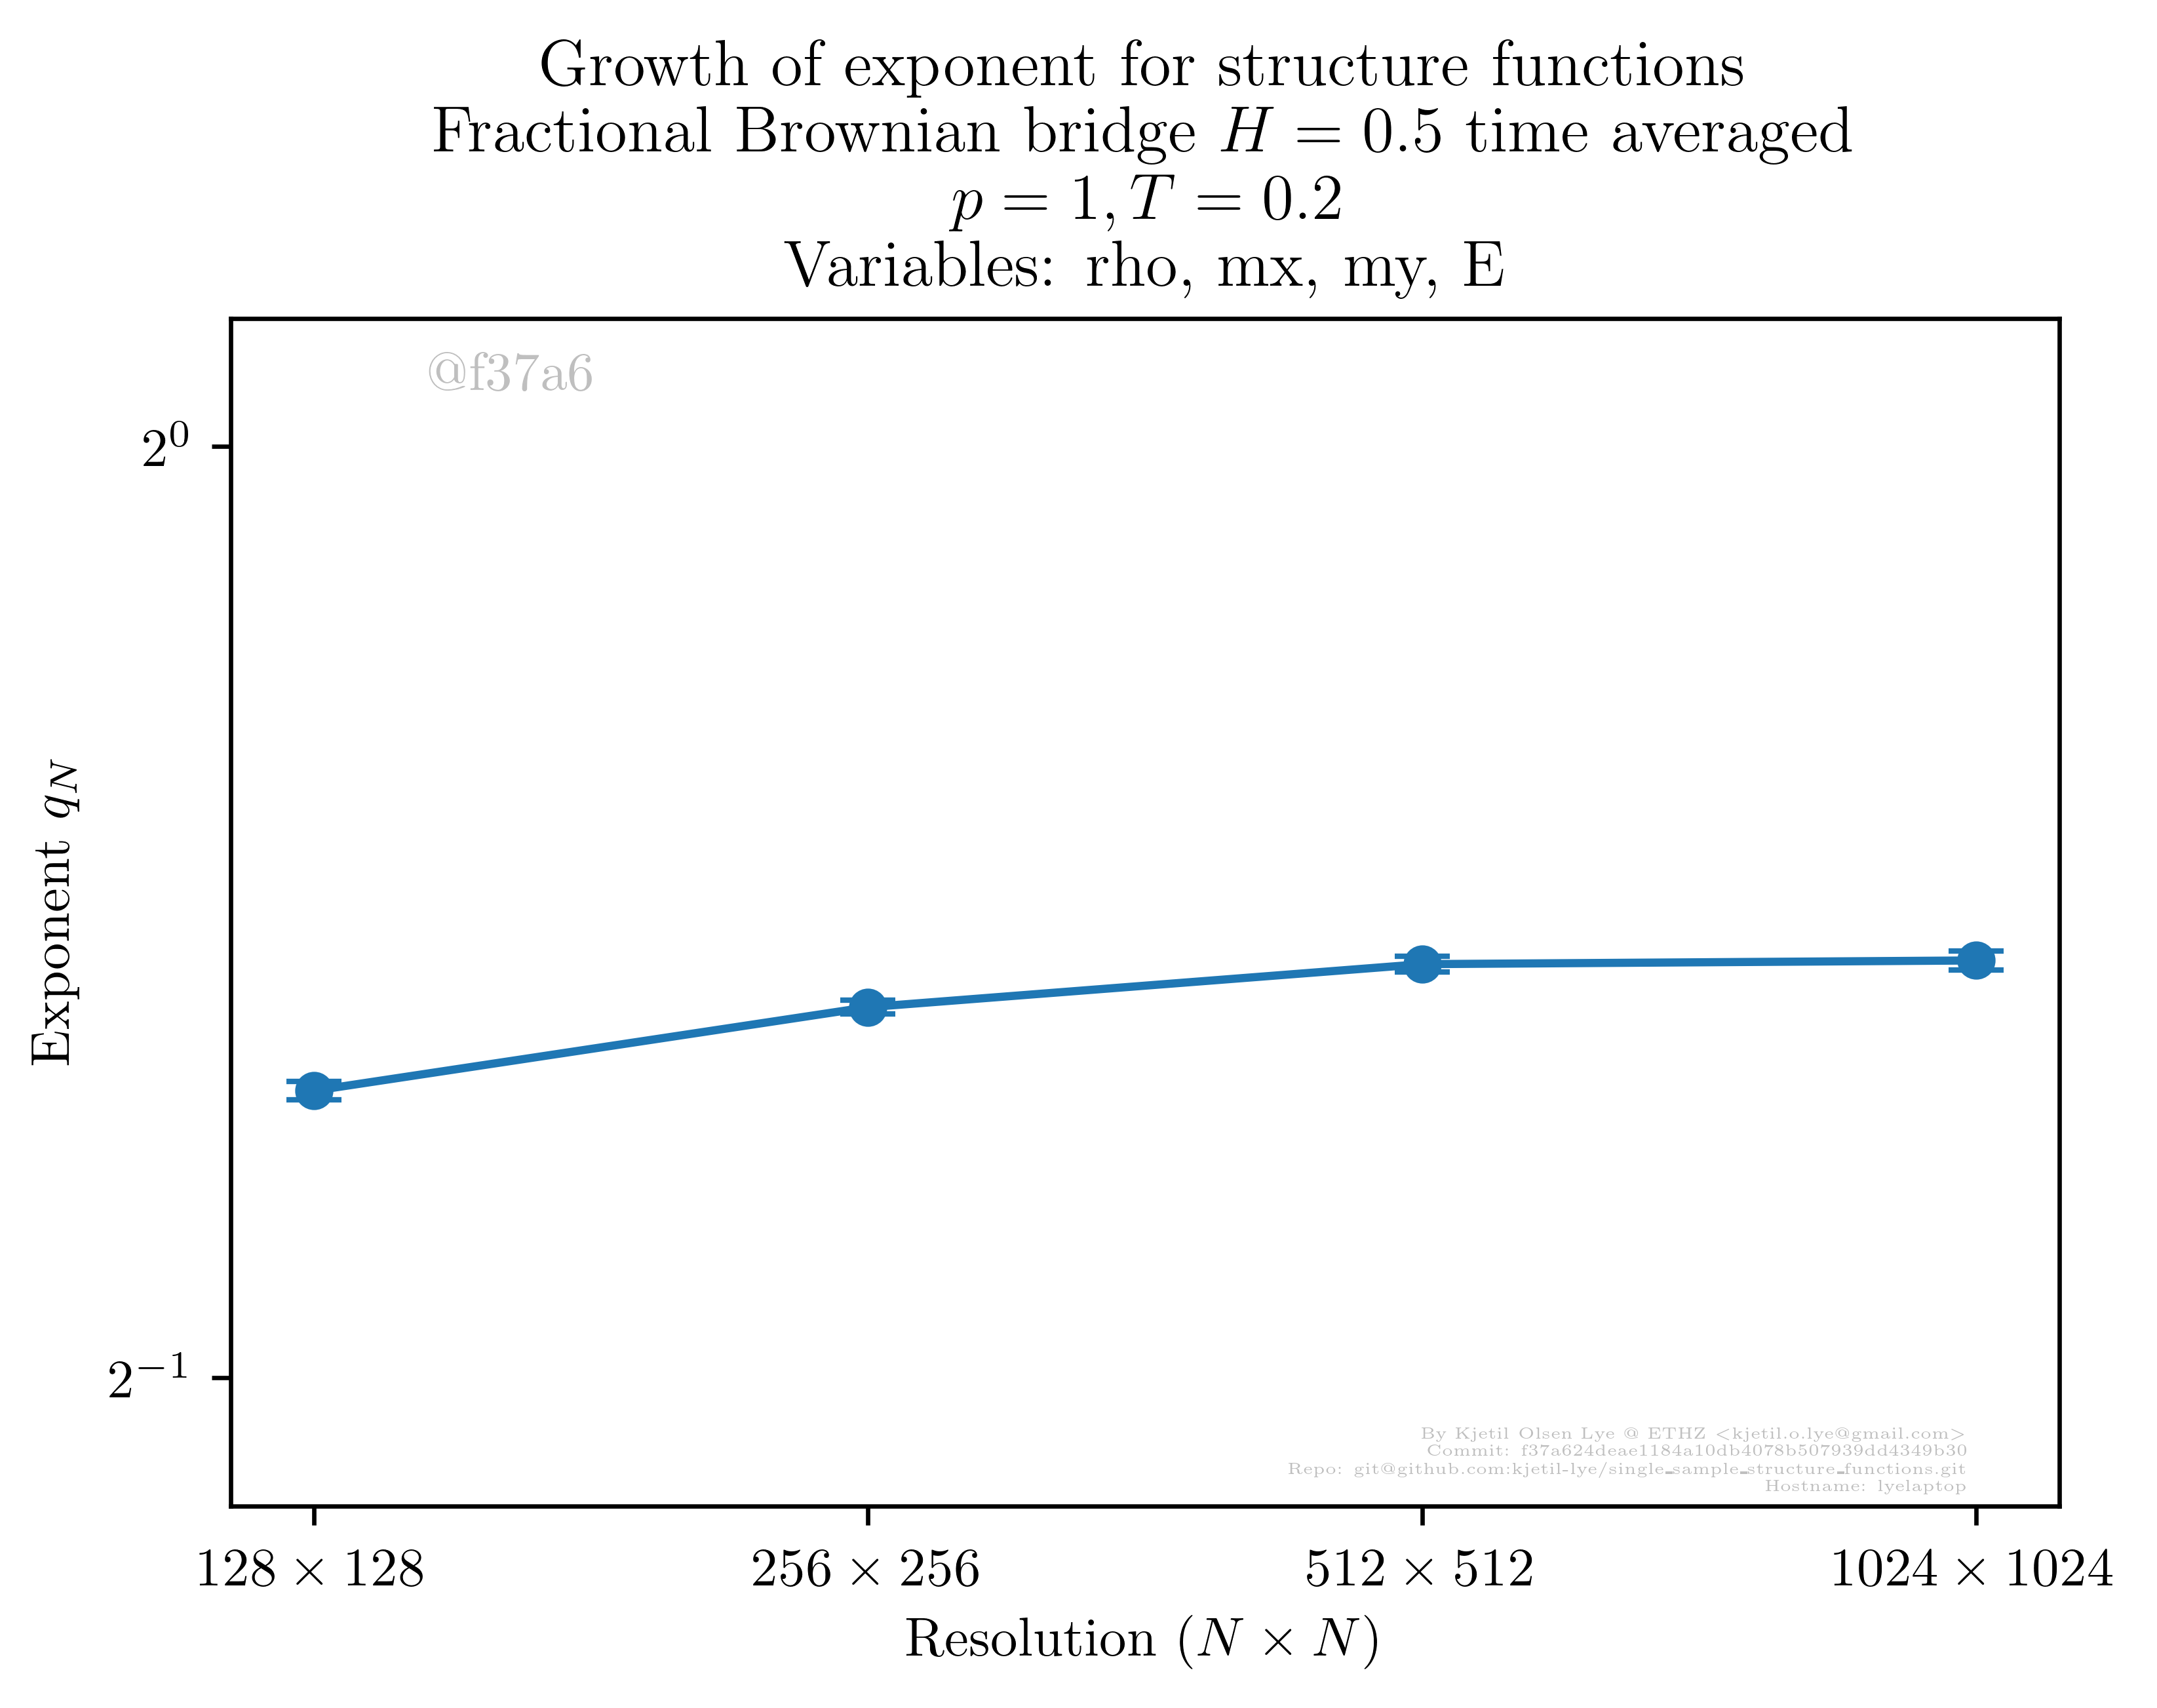 Growth of exponent for structure functions
Fractional Brownian bridge H = 0.5 time averaged
p = 1, T = 0.2
Variables: rho, mx, my, E
@f37a6
2⁰
Exponent q_N
2⁻¹
By Kjetil Olsen Lye @ ETHZ <kjetil.o.lye@gmail.com>
Commit: f37a624deae1184a10db4078b507939dd4349b30
Repo: git@github.com:kjetil-lye/single_sample_structure_functions.git
Hostname: lyelaptop
128 × 128 256 × 256 512 × 512 1024 × 1024
Resolution (N × N)